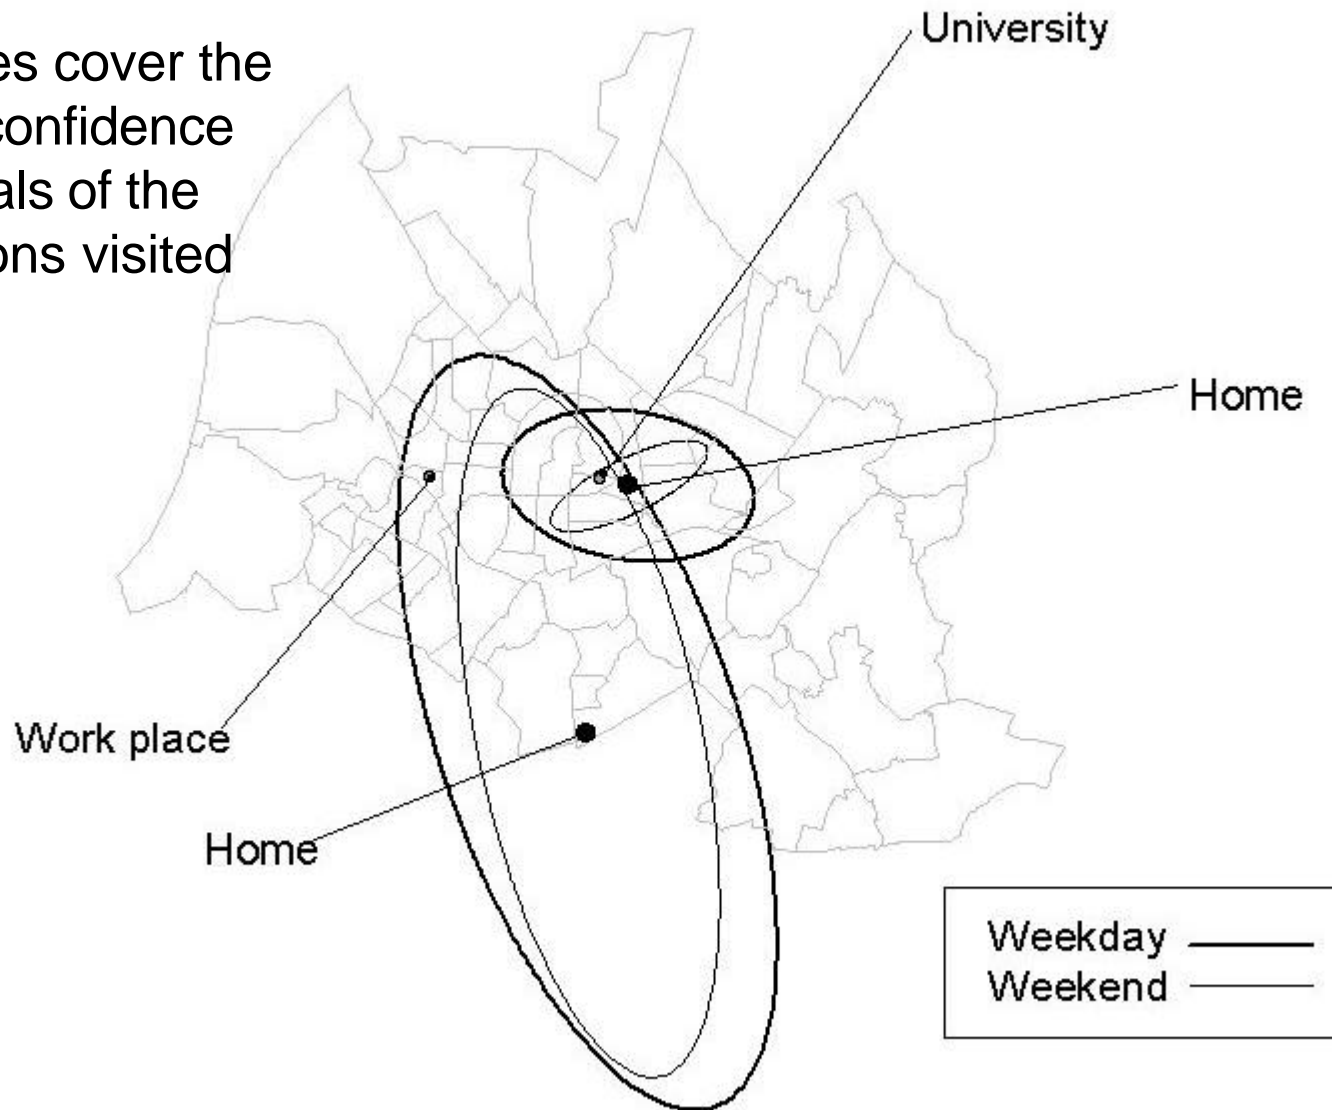 es cover the
confidence
als of the
ons visited
University
Home
Work place
Home
Weekday
Weekend